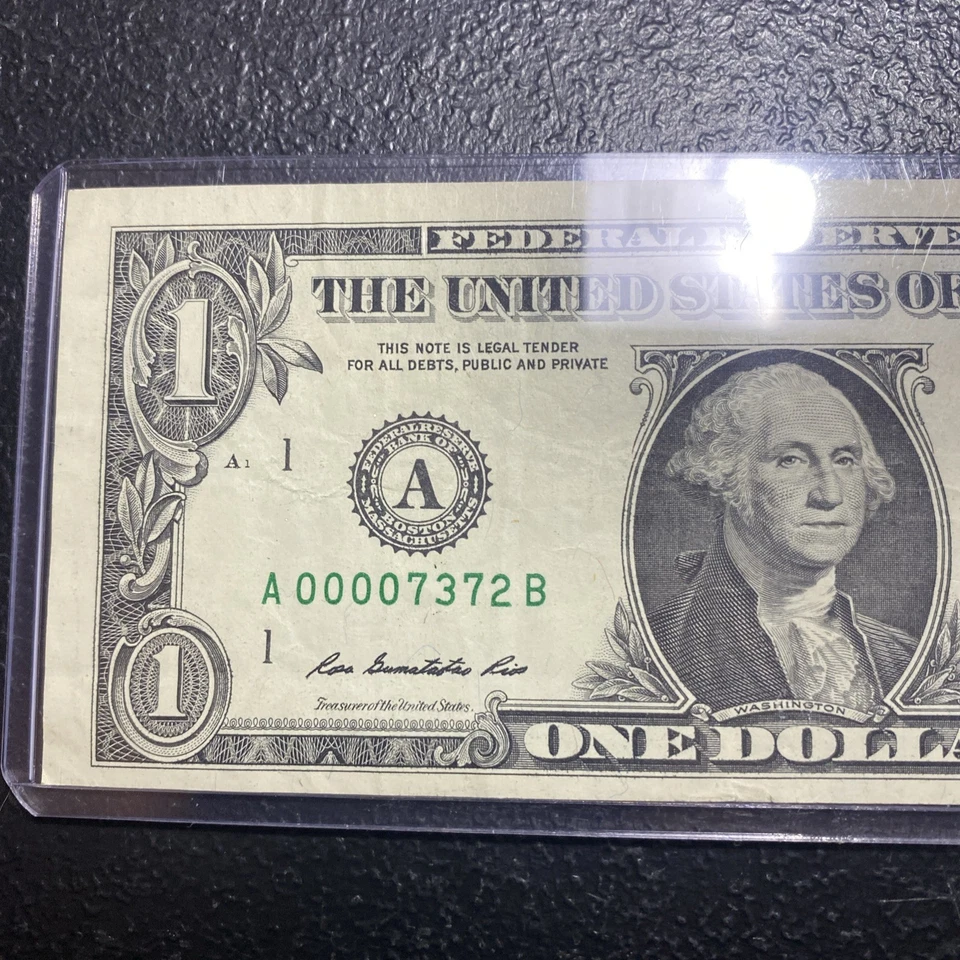 FEDERAL RESERVE
THE UNITED STATES OF
THIS NOTE IS LEGAL TENDER
FOR ALL DEBTS, PUBLIC AND PRIVATE
1
A1
1
FEDERAL RESERVE
BANK OF
A
BOSTON
MASSACHUSETTS
A 00007372 B
1
Rosa Gumataotao Rios
Treasurer of the United States.
1
WASHINGTON
ONE DOLLA